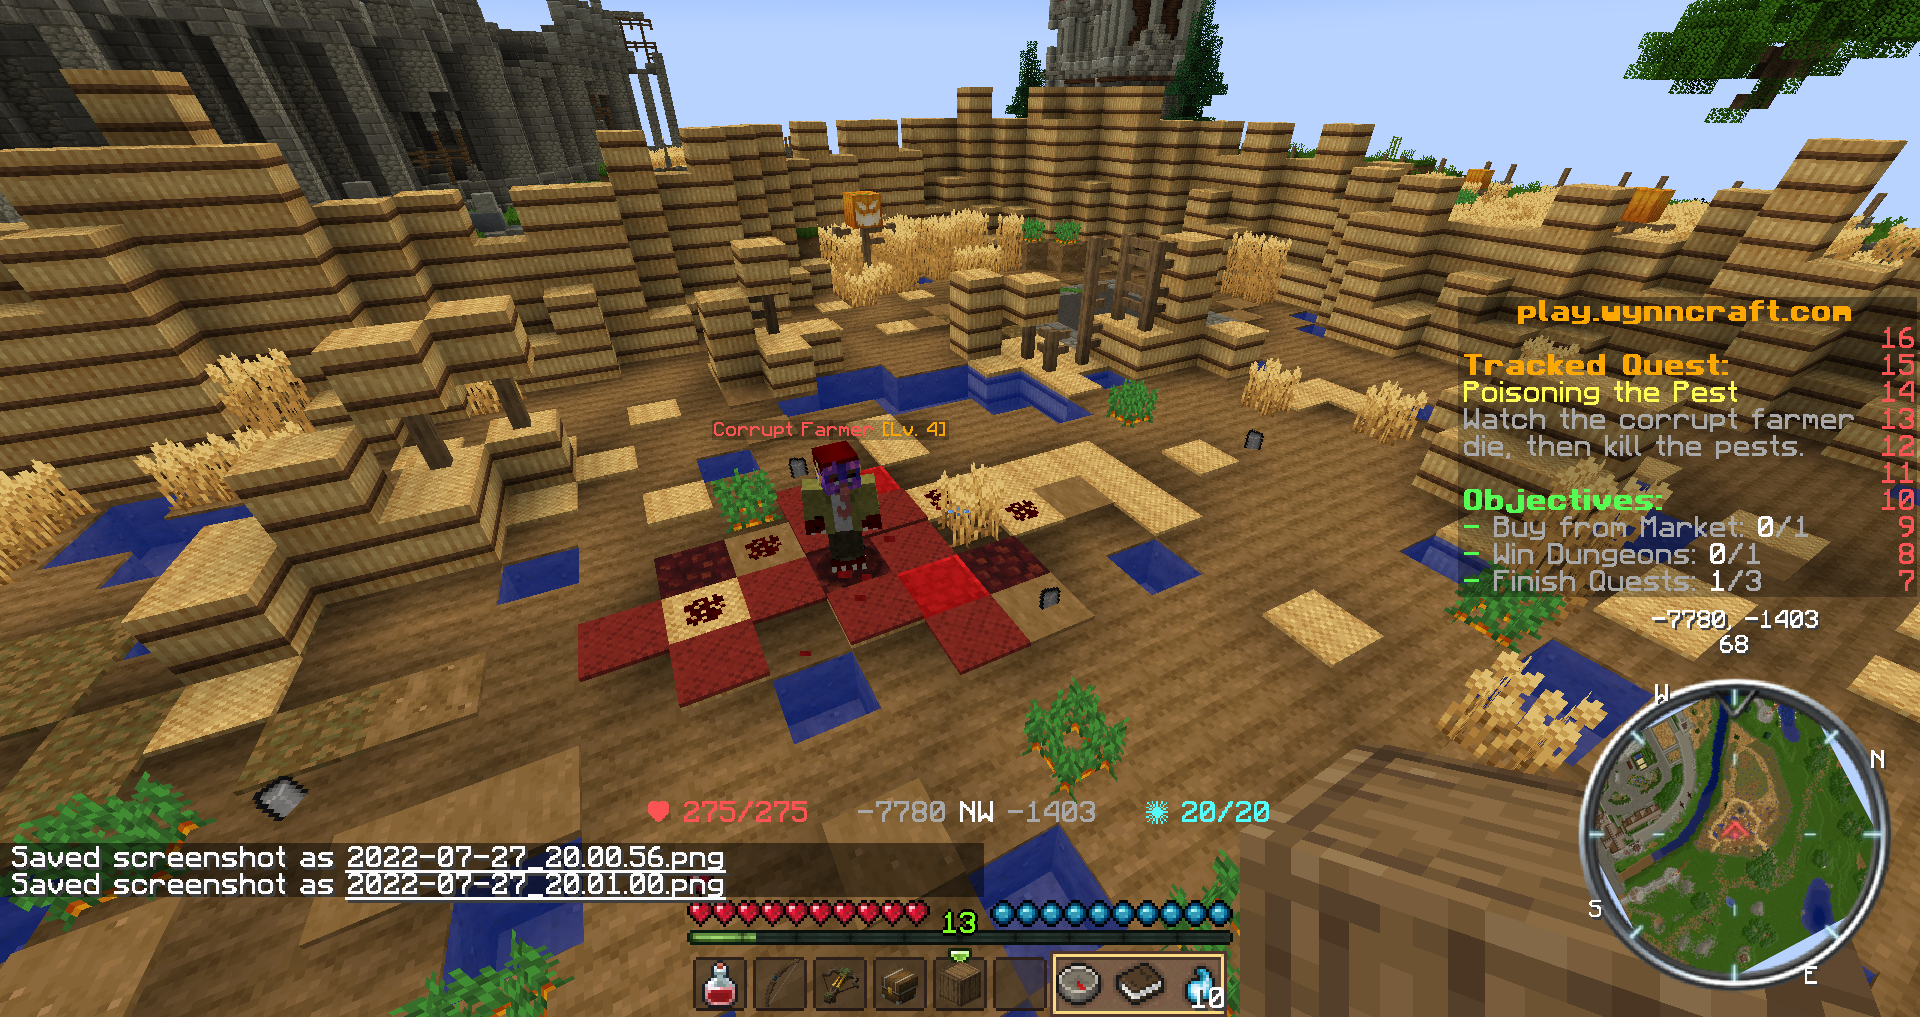 play.wynncraft.com
16
Tracked Quest: 15
Poisoning the Pest 14
Watch the corrupt farmer 13
die, then kill the pests. 12
11
Objectives: 10
- Buy from Market: 0/1 9
- Win Dungeons: 0/1 8
- Finish Quests: 1/3 7
Corrupt Farmer [Lv. 4]
-7780, -1403
68
W
N
S
E
275/275 -7780 NW -1403 20/20
Saved screenshot as 2022-07-27_20.00.56.png
Saved screenshot as 2022-07-27_20.01.00.png
13
10